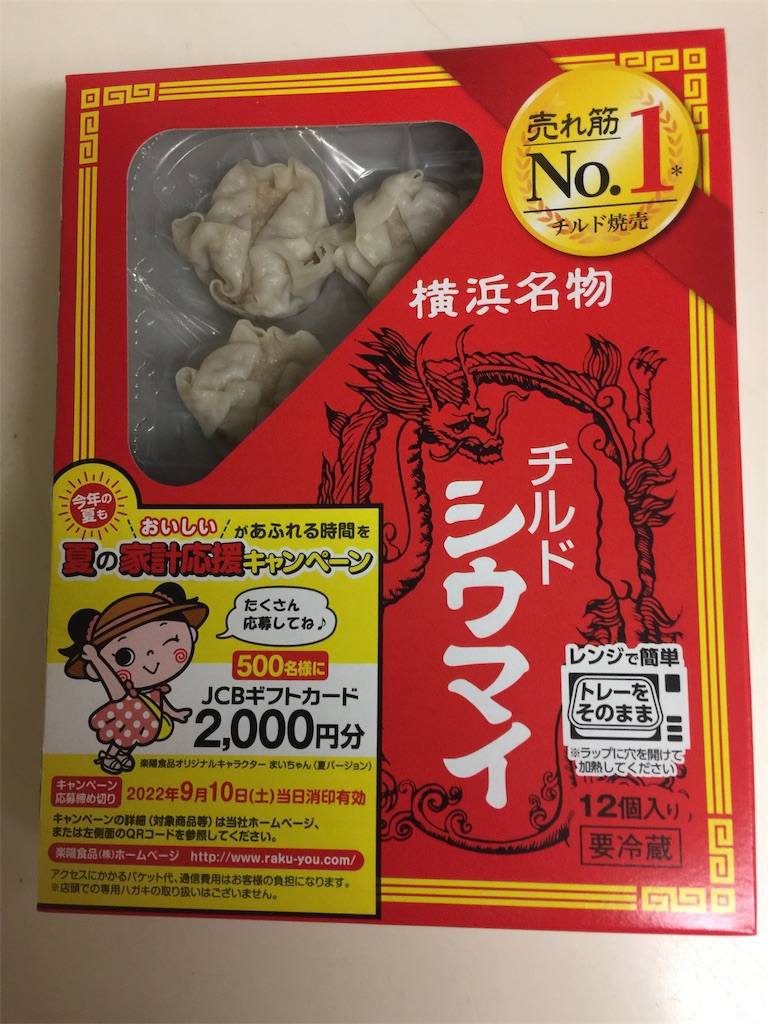 売れ筋
No.1*
チルド焼売
横浜名物
チルド
シウマイ
レンジで簡単
トレーを
そのまま
※ラップに穴を開けて
加熱してください
12個入り
要冷蔵
今年の
夏も
おいしいがあふれる時間を
夏の家計応援キャンペーン
たくさん
応募してね♪
500名様に
JCBギフトカード
2,000円分
楽陽食品オリジナルキャラクター まいちゃん(夏バージョン)
キャンペーン
応募締め切り
2022年9月10日(土)当日消印有効
キャンペーンの詳細(対象商品等)は当社ホームページ、
または左側面のQRコードを参照してください。
楽陽食品(株)ホームページ http://www.raku-you.com/
アクセスにかかるパケット代、通信費用はお客様の負担になります。
※店頭での専用ハガキの取り扱いはございません。